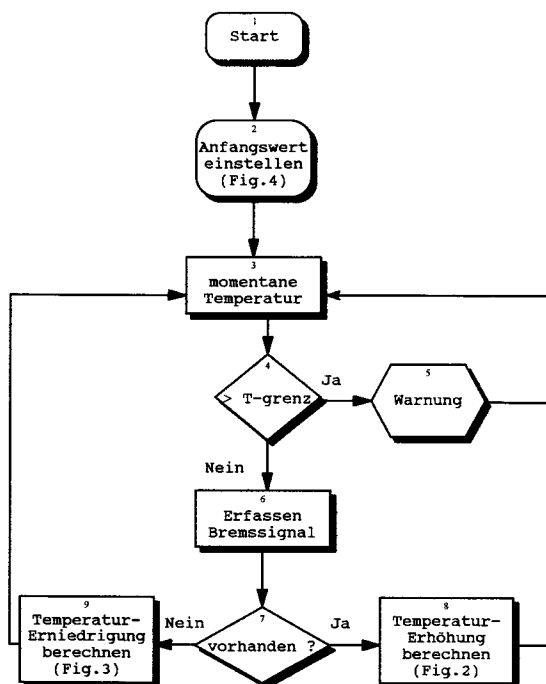 1
Start
2
Anfangswert
einstellen
(Fig.4)
3
momentane
Temperatur
4
> T-grenz
Ja
5
Warnung
Nein
6
Erfassen
Bremssignal
7
vorhanden ?
Nein
Ja
9
Temperatur-
Erniedrigung
berechnen
(Fig.3)
8
Temperatur-
Erhöhung
berechnen
(Fig.2)